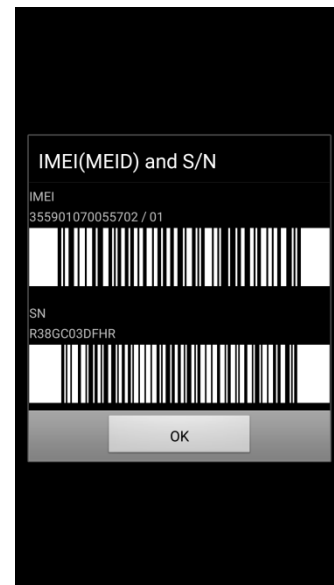 IMEI(MEID) and S/N
IMEI
355901070055702 / 01
SN
R38GC03DFHR
OK